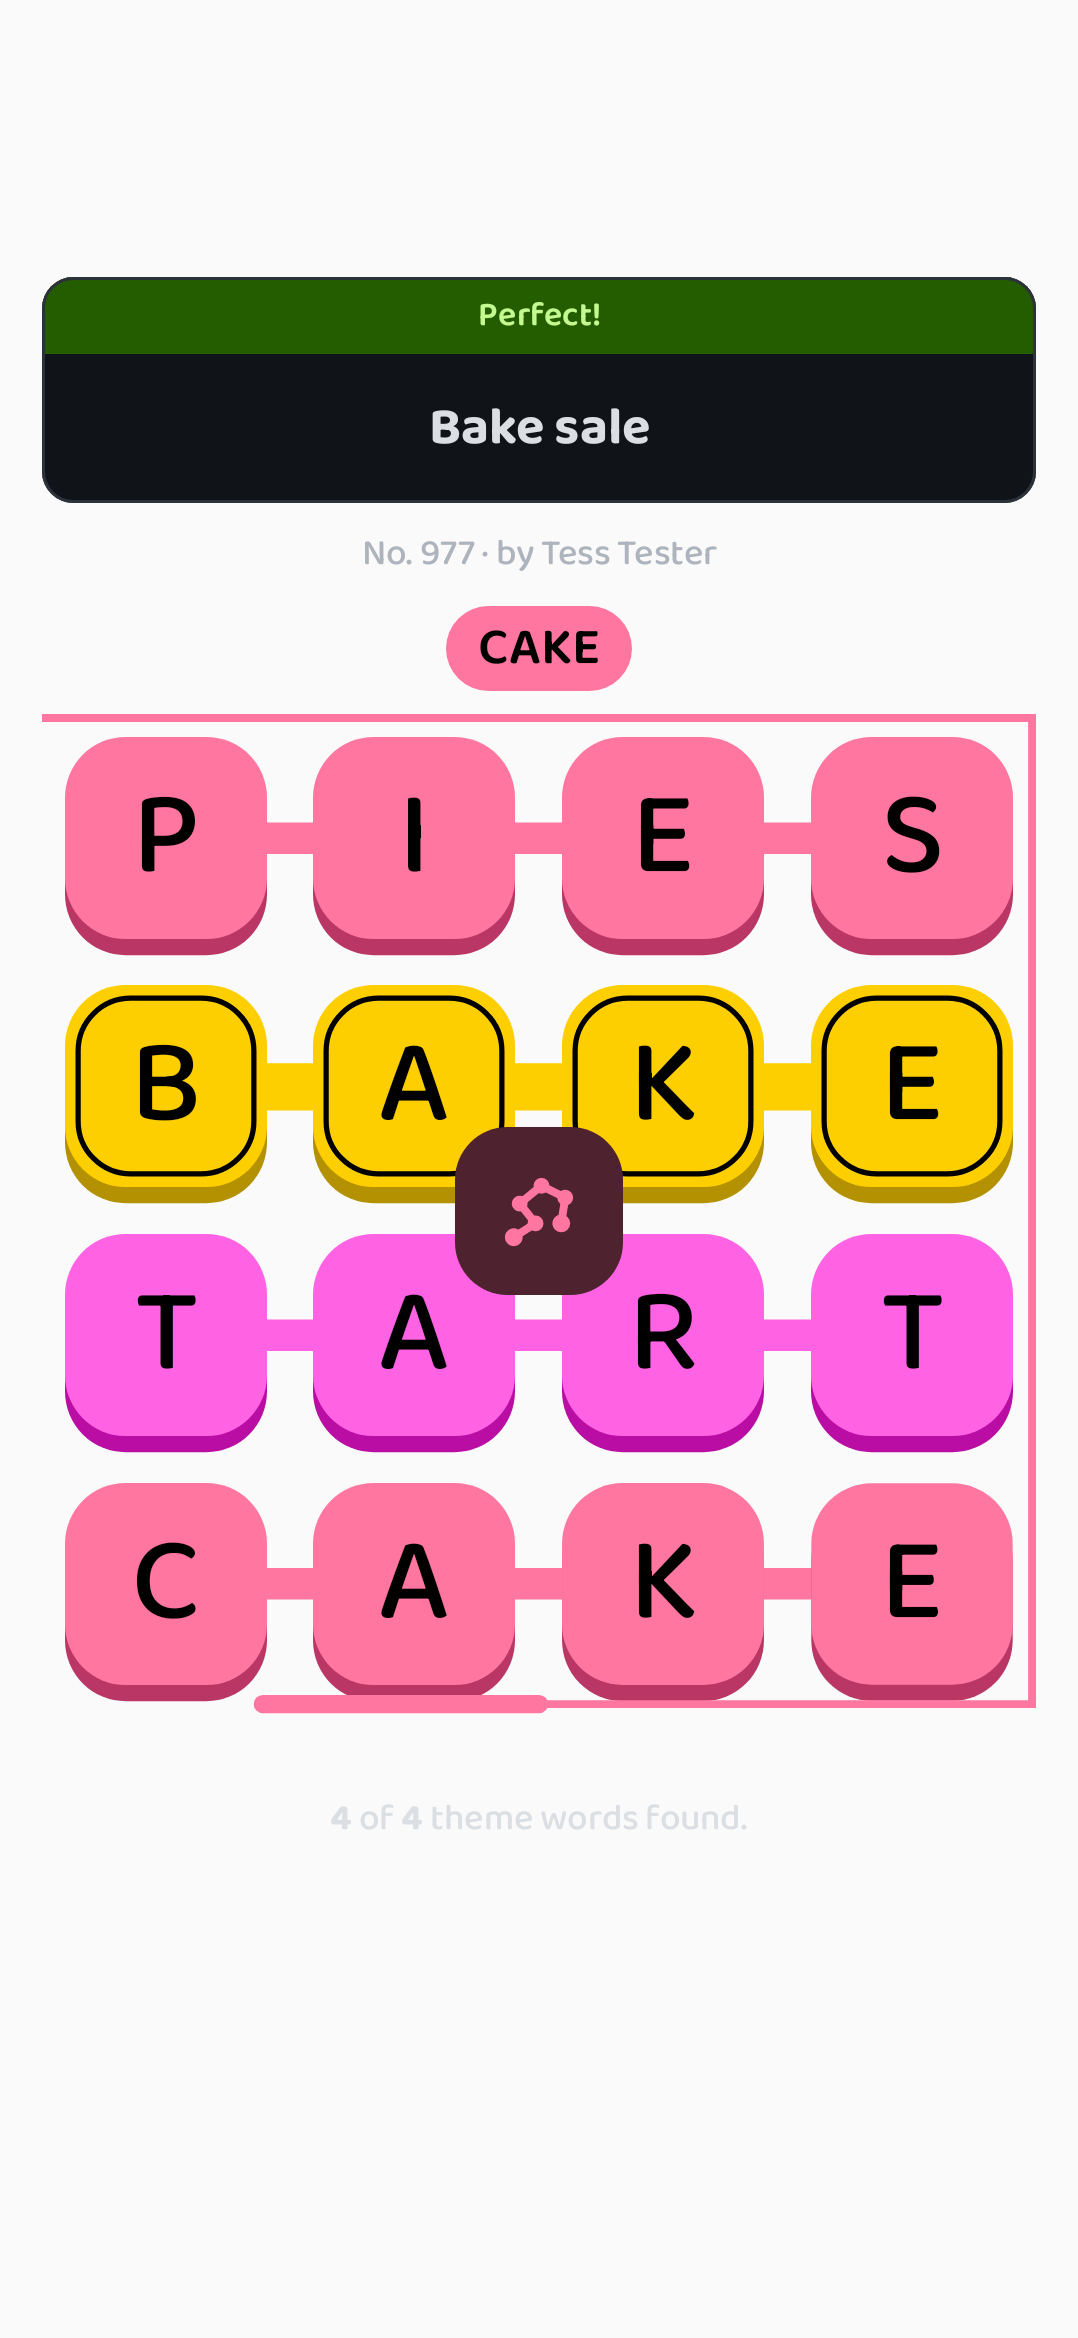 Perfect!
Bake sale
No. 977 · by Tess Tester
CAKE
P I E S
B A K E
T A R T
C A K E
4 of 4 theme words found.